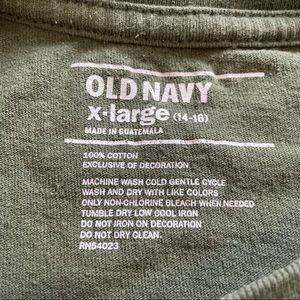 OLD NAVY
x-large (14-16)
MADE IN GUATEMALA
100% COTTON
EXCLUSIVE OF DECORATION
MACHINE WASH COLD GENTLE CYCLE
WASH AND DRY WITH LIKE COLORS
ONLY NON-CHLORINE BLEACH WHEN NEEDED
TUMBLE DRY LOW COOL IRON
DO NOT IRON ON DECORATION
DO NOT DRY CLEAN.
RN54023